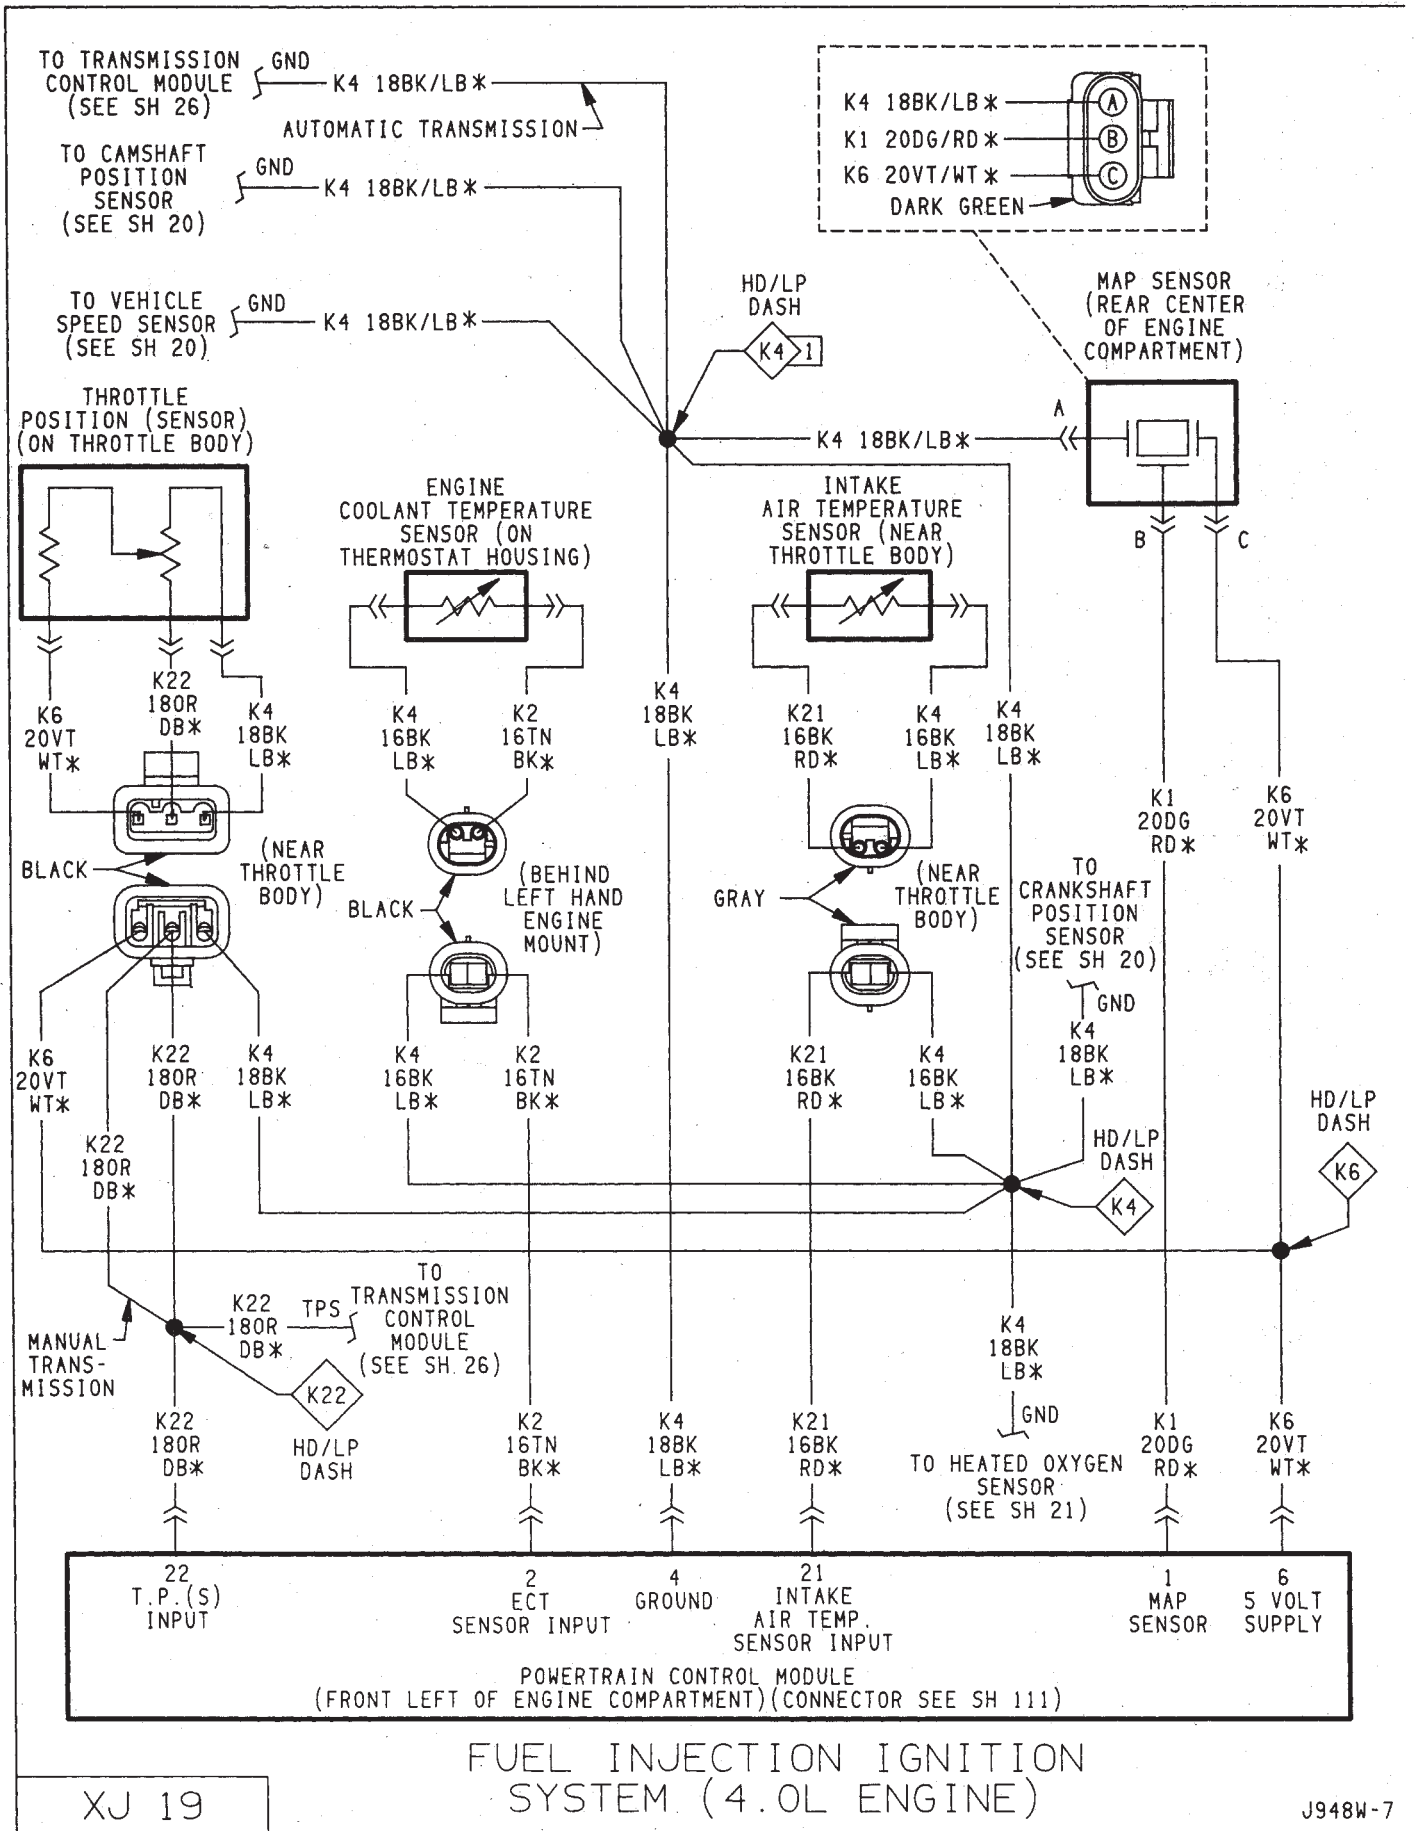 TO TRANSMISSION
CONTROL MODULE
(SEE SH 26)
GND
K4 18BK/LB*
AUTOMATIC TRANSMISSION
TO CAMSHAFT
POSITION
SENSOR
(SEE SH 20)
GND
K4 18BK/LB*
TO VEHICLE
SPEED SENSOR
(SEE SH 20)
GND
K4 18BK/LB*
K4 18BK/LB*
A
K1 20DG/RD*
B
K6 20VT/WT*
C
DARK GREEN
HD/LP
DASH
K4
1
MAP SENSOR
(REAR CENTER
OF ENGINE
COMPARTMENT)
A
K4 18BK/LB*
B
C
THROTTLE
POSITION (SENSOR)
(ON THROTTLE BODY)
ENGINE
COOLANT TEMPERATURE
SENSOR (ON
THERMOSTAT HOUSING)
INTAKE
AIR TEMPERATURE
SENSOR (NEAR
THROTTLE BODY)
K6
20VT
WT*
K22
18OR
DB*
K4
18BK
LB*
K4
16BK
LB*
K2
16TN
BK*
K4
18BK
LB*
K21
16BK
RD*
K4
16BK
LB*
K4
18BK
LB*
K1
20DG
RD*
K6
20VT
WT*
BLACK
(NEAR
THROTTLE
BODY)
BLACK
(BEHIND
LEFT HAND
ENGINE
MOUNT)
GRAY
(NEAR
THROTTLE
BODY)
TO
CRANKSHAFT
POSITION
SENSOR
(SEE SH 20)
GND
K4
18BK
LB*
K6
20VT
WT*
K22
18OR
DB*
K4
18BK
LB*
K4
16BK
LB*
K2
16TN
BK*
K21
16BK
RD*
K4
16BK
LB*
K22
18OR
DB*
HD/LP
DASH
K4
HD/LP
DASH
K6
MANUAL
TRANS-
MISSION
K22
18OR
DB*
TPS
TO
TRANSMISSION
CONTROL
MODULE
(SEE SH 26)
K22
HD/LP
DASH
K4
18BK
LB*
GND
TO HEATED OXYGEN
SENSOR
(SEE SH 21)
K22
18OR
DB*
K2
16TN
BK*
K4
18BK
LB*
K21
16BK
RD*
K1
20DG
RD*
K6
20VT
WT*
22
T.P.(S)
INPUT
2
ECT
SENSOR INPUT
4
GROUND
21
INTAKE
AIR TEMP.
SENSOR INPUT
1
MAP
SENSOR
6
5 VOLT
SUPPLY
POWERTRAIN CONTROL MODULE
(FRONT LEFT OF ENGINE COMPARTMENT)(CONNECTOR SEE SH 111)
FUEL INJECTION IGNITION
SYSTEM (4.0L ENGINE)
XJ 19
J948W-7